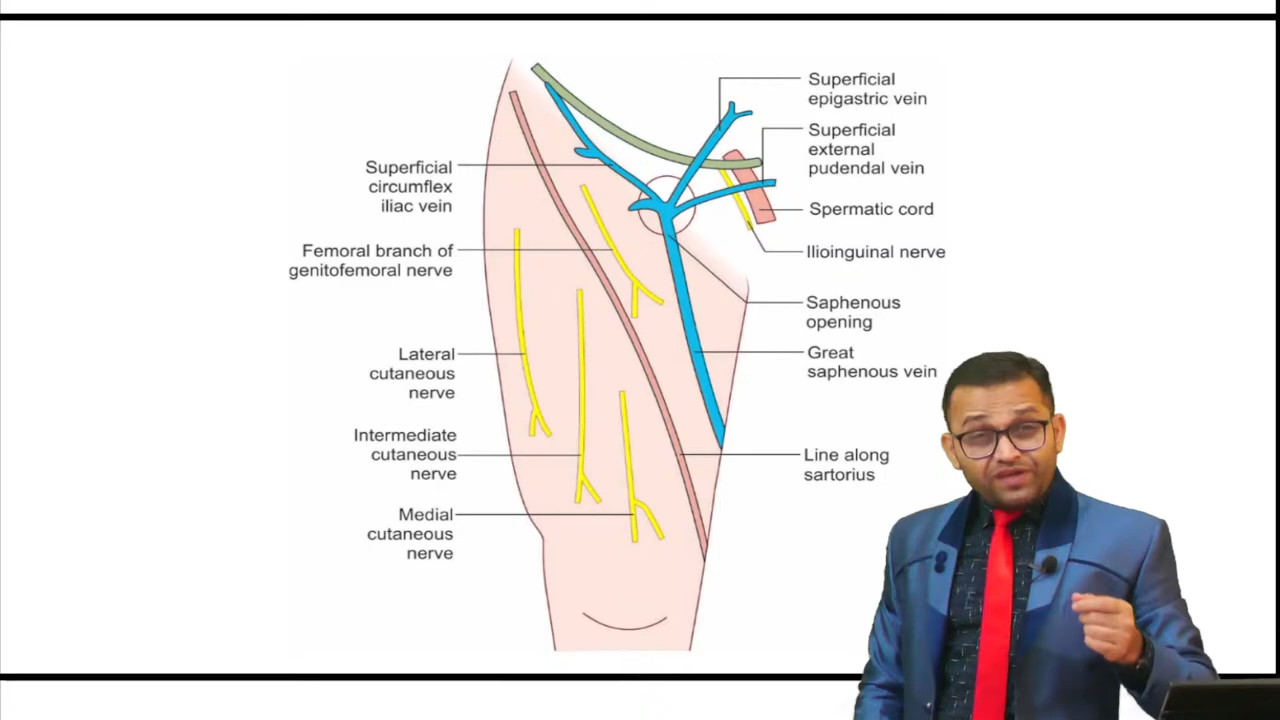 Superficial
epigastric vein
Superficial
external
pudendal vein
Spermatic cord
Ilioinguinal nerve
Saphenous
opening
Great
saphenous vein
Line along
sartorius
Superficial
circumflex
iliac vein
Femoral branch of
genitofemoral nerve
Lateral
cutaneous
nerve
Intermediate
cutaneous
nerve
Medial
cutaneous
nerve